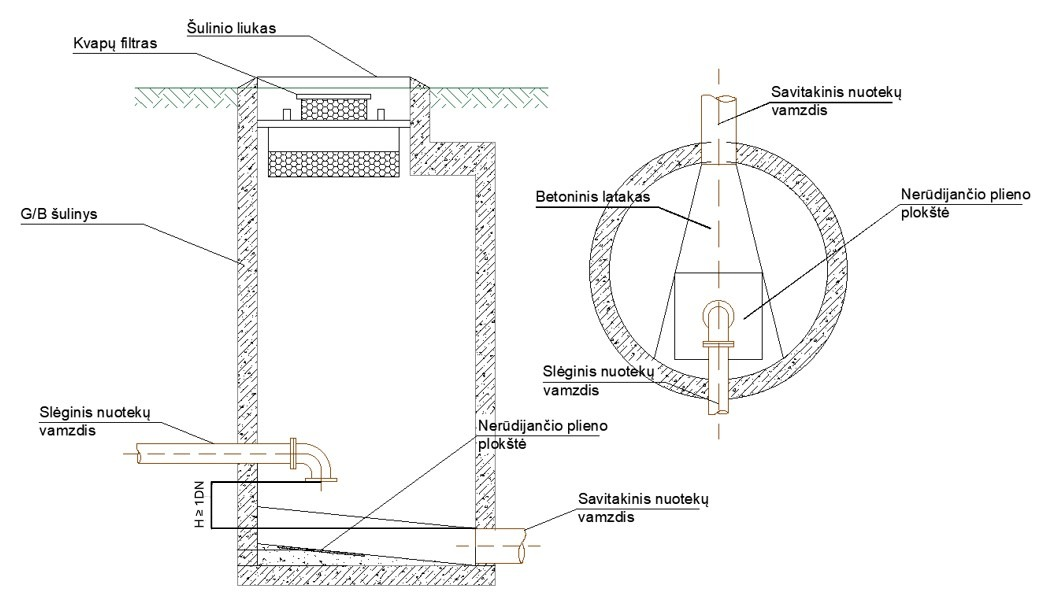 Šulinio liukas
Kvapų filtras
G/B šulinys
Slėginis nuotekų
vamzdis
H ≥ 1DN
Nerūdijančio plieno
plokštė
Savitakinis nuotekų
vamzdis
Savitakinis nuotekų
vamzdis
Betoninis latakas
Nerūdijančio plieno
plokštė
Slėginis nuotekų
vamzdis